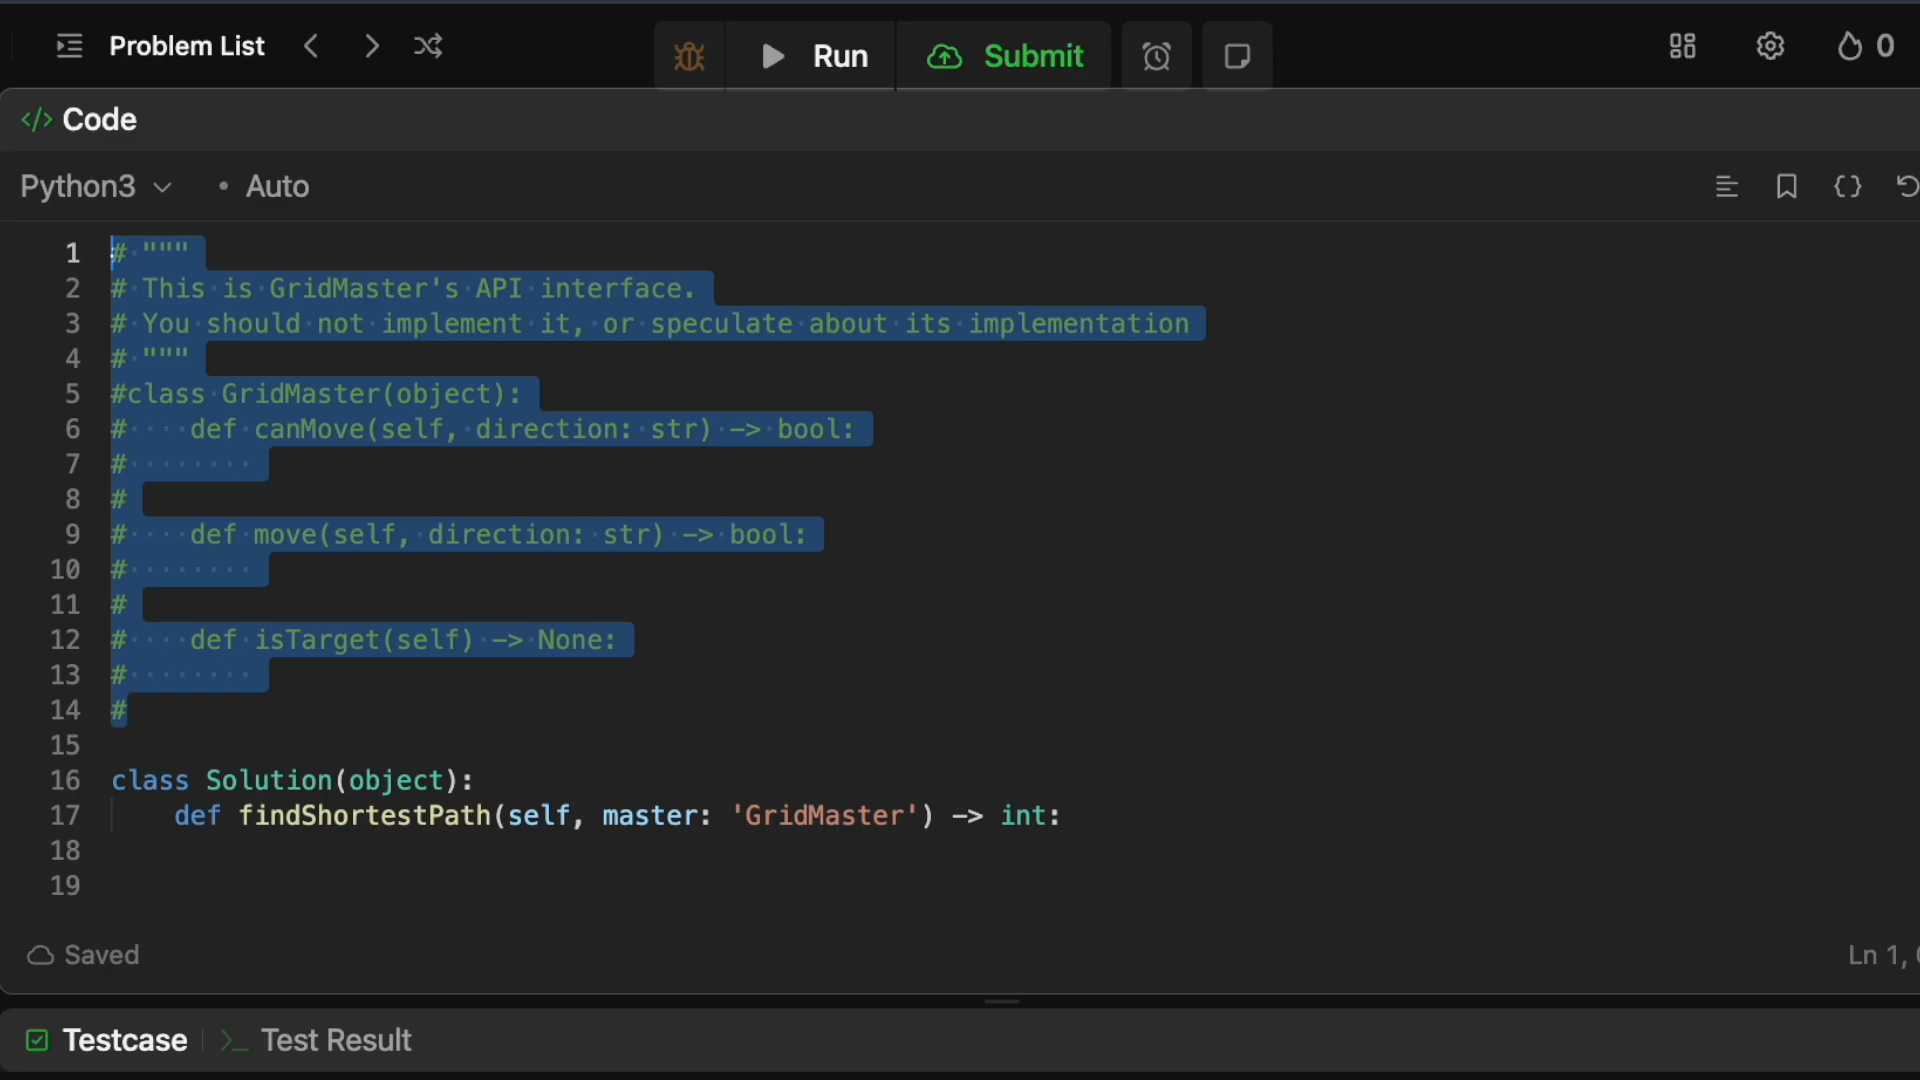 Problem List
Run
Submit
0
</> Code
Python3 • Auto
1 # """
2 # This is GridMaster's API interface.
3 # You should not implement it, or speculate about its implementation
4 # """
5 #class GridMaster(object):
6 #    def canMove(self, direction: str) -> bool:
7 #
8 #
9 #    def move(self, direction: str) -> bool:
10 #
11 #
12 #    def isTarget(self) -> None:
13 #
14 #
15
16 class Solution(object):
17     def findShortestPath(self, master: 'GridMaster') -> int:
18
19
Saved
Ln 1,
Testcase
Test Result